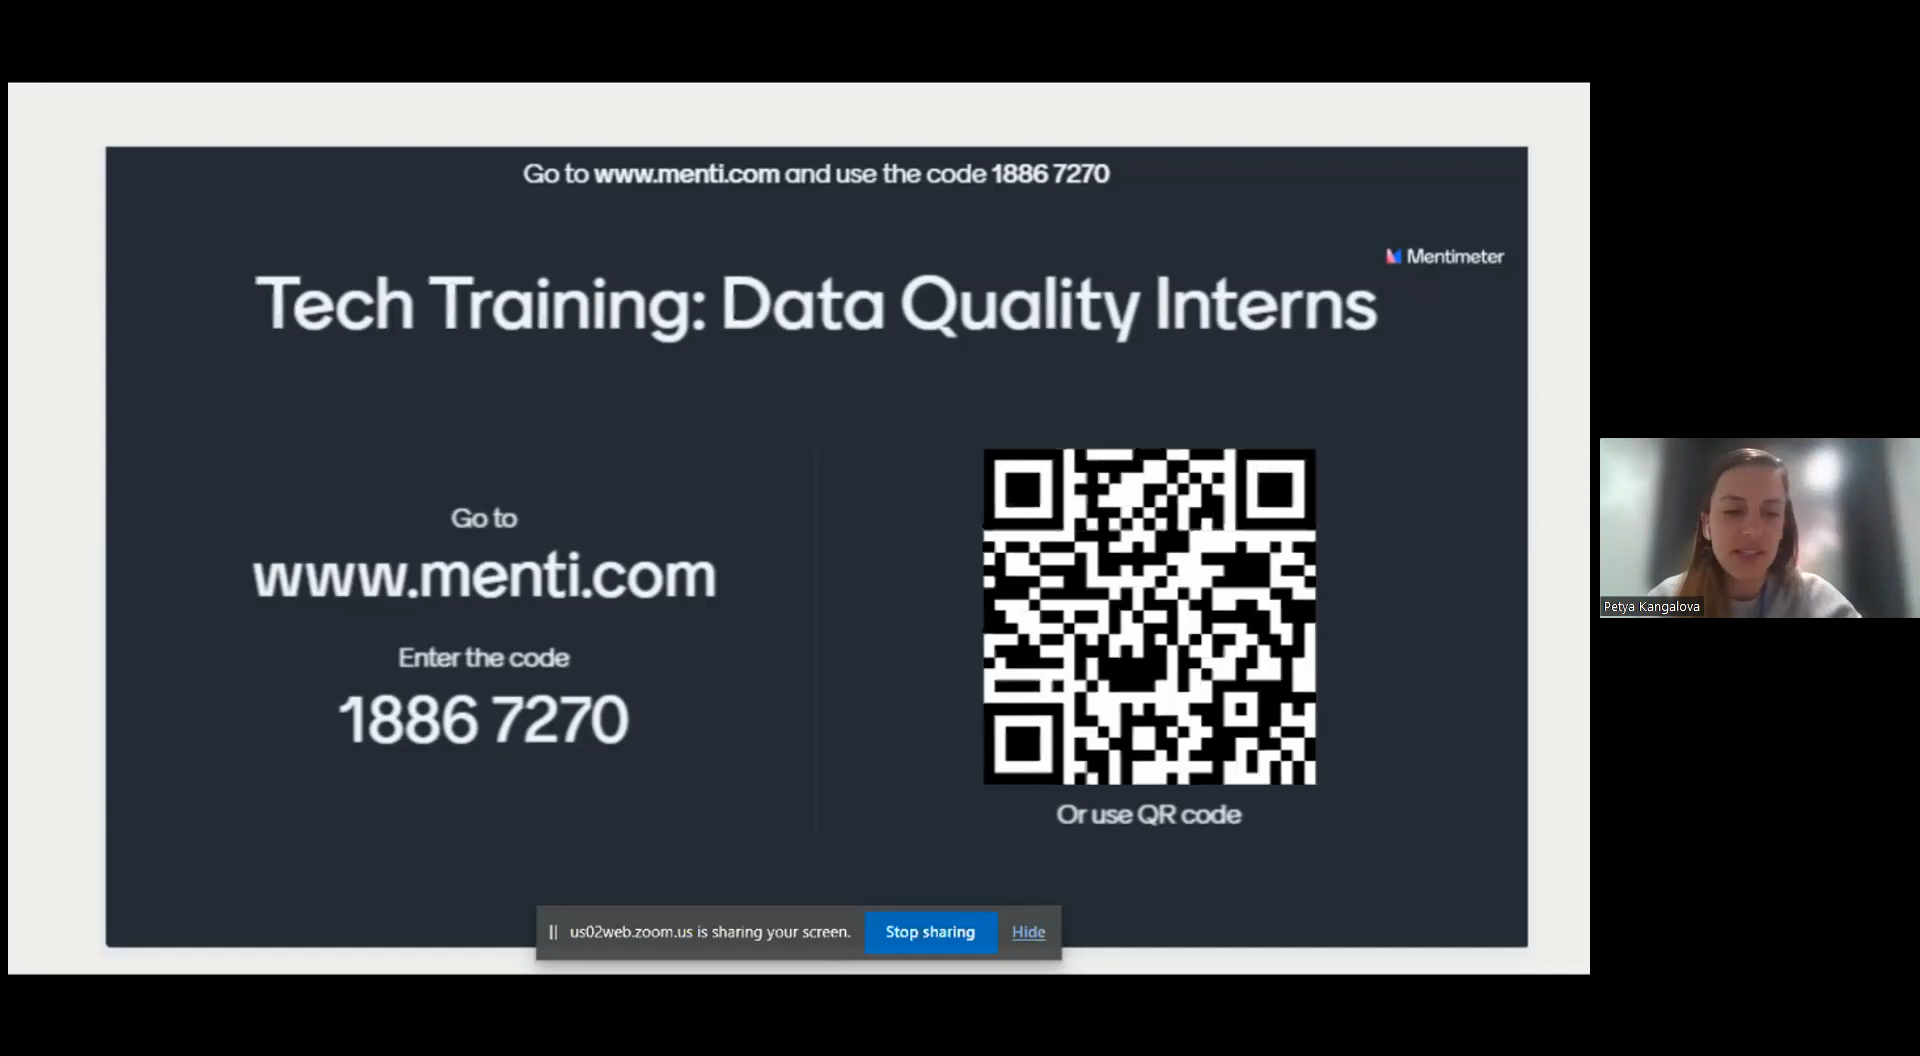 Go to www.menti.com and use the code 1886 7270
Mentimeter
Tech Training: Data Quality Interns
Go to
www.menti.com
Enter the code
1886 7270
Or use QR code
us02web.zoom.us is sharing your screen.
Stop sharing
Hide
Petya Kangalova